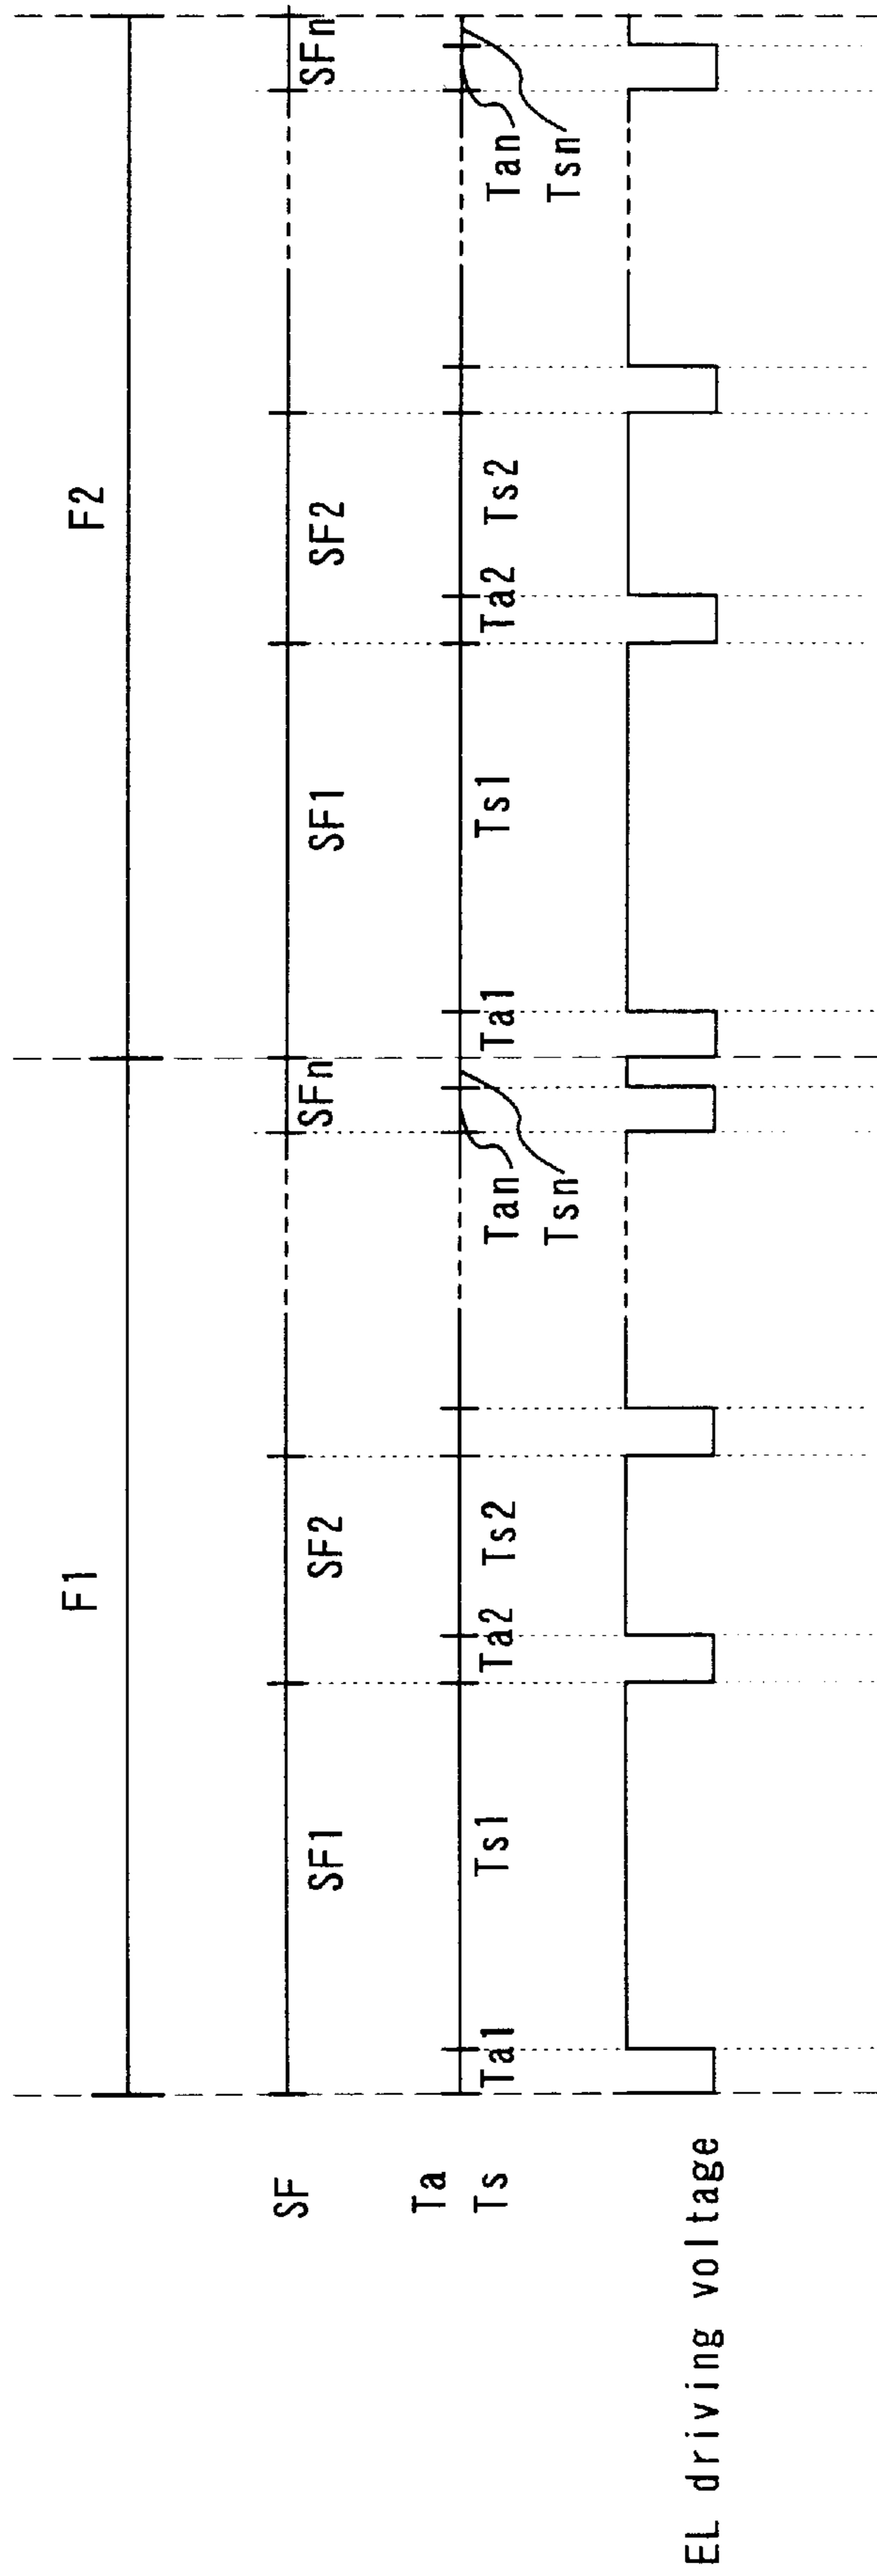 F1 F2
SF SF1 SF2 SFn SF1 SF2 SFn
Ta
Ts
Ta1 Ts1 Ta2 Ts2 Tan Ta1 Ts1 Ta2 Ts2 Tan
Tsn Tsn
EL driving voltage